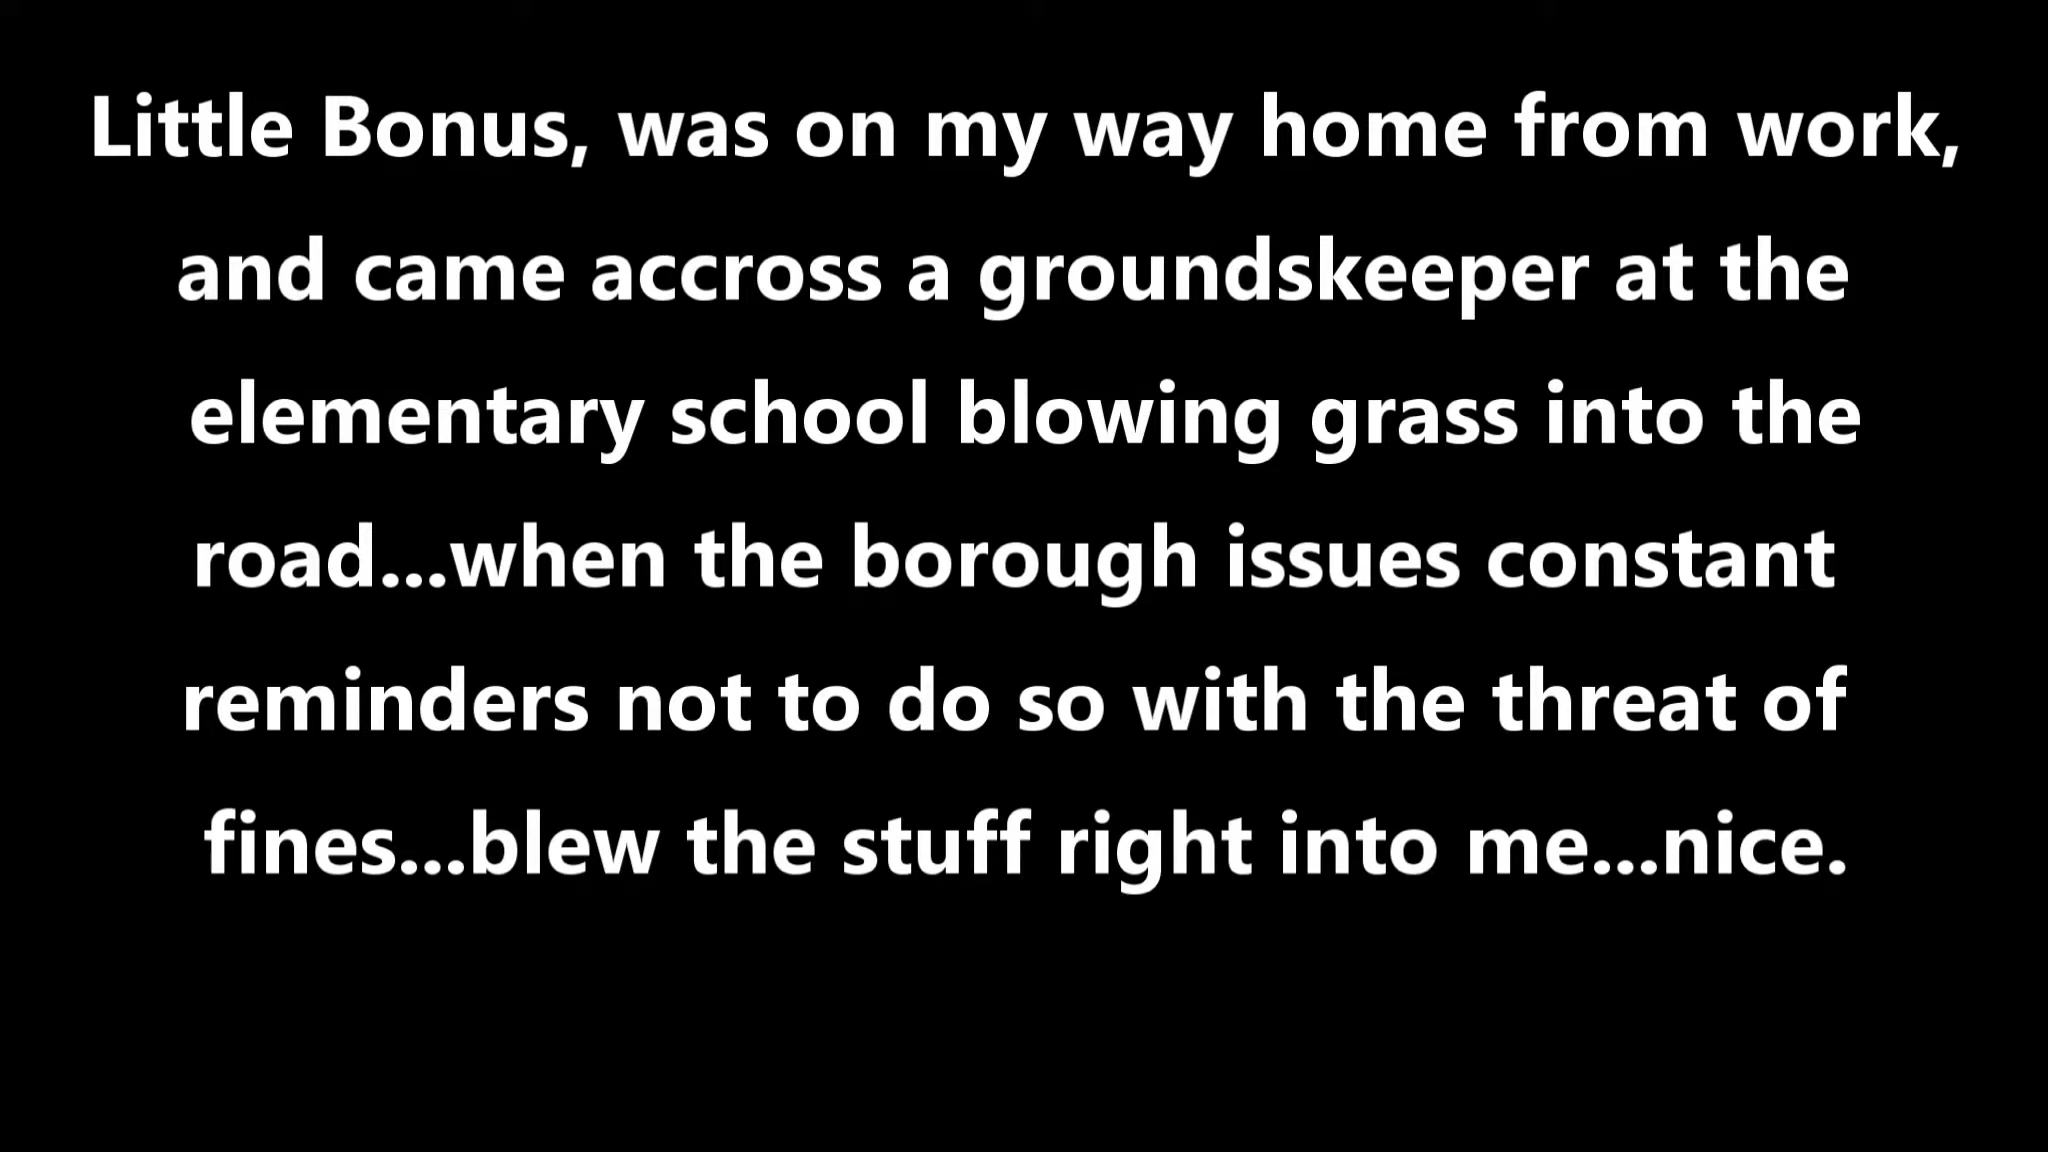 Little Bonus, was on my way home from work,
and came accross a groundskeeper at the
elementary school blowing grass into the
road...when the borough issues constant
reminders not to do so with the threat of
fines...blew the stuff right into me...nice.